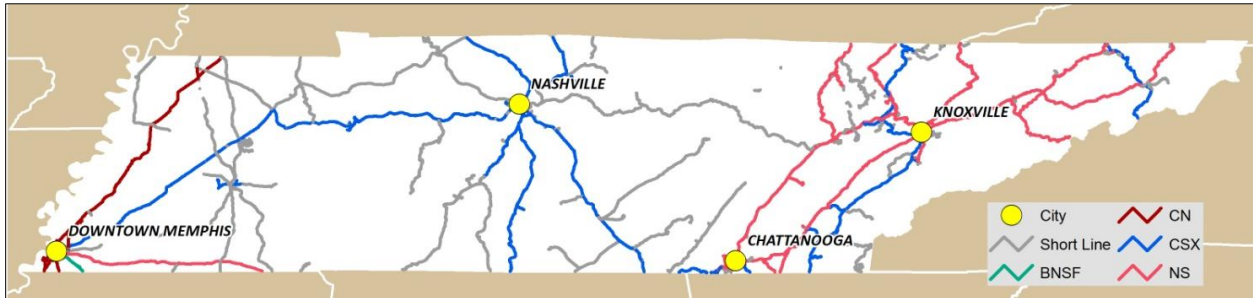 NASHVILLE
KNOXVILLE
DOWNTOWN MEMPHIS
CHATTANOOGA
City
CN
Short Line
CSX
BNSF
NS